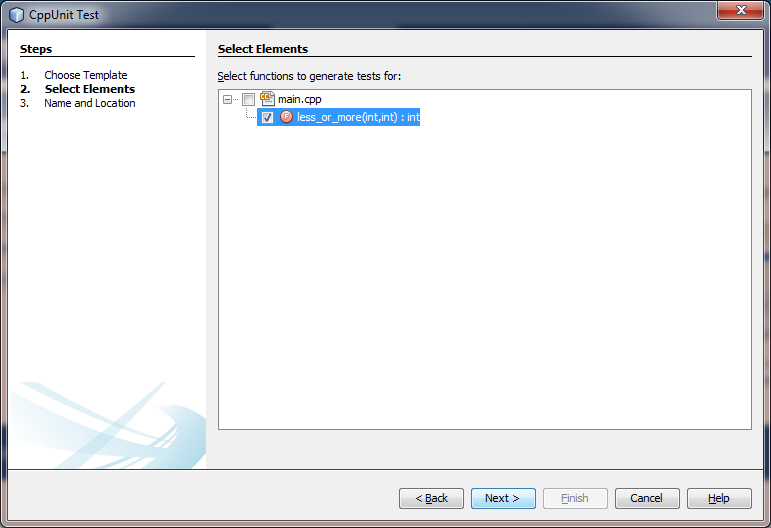 CppUnit Test
Steps
1. Choose Template
2. Select Elements
3. Name and Location
Select Elements
Select functions to generate tests for:
main.cpp
less_or_more(int,int) : int
< Back
Next >
Finish
Cancel
Help